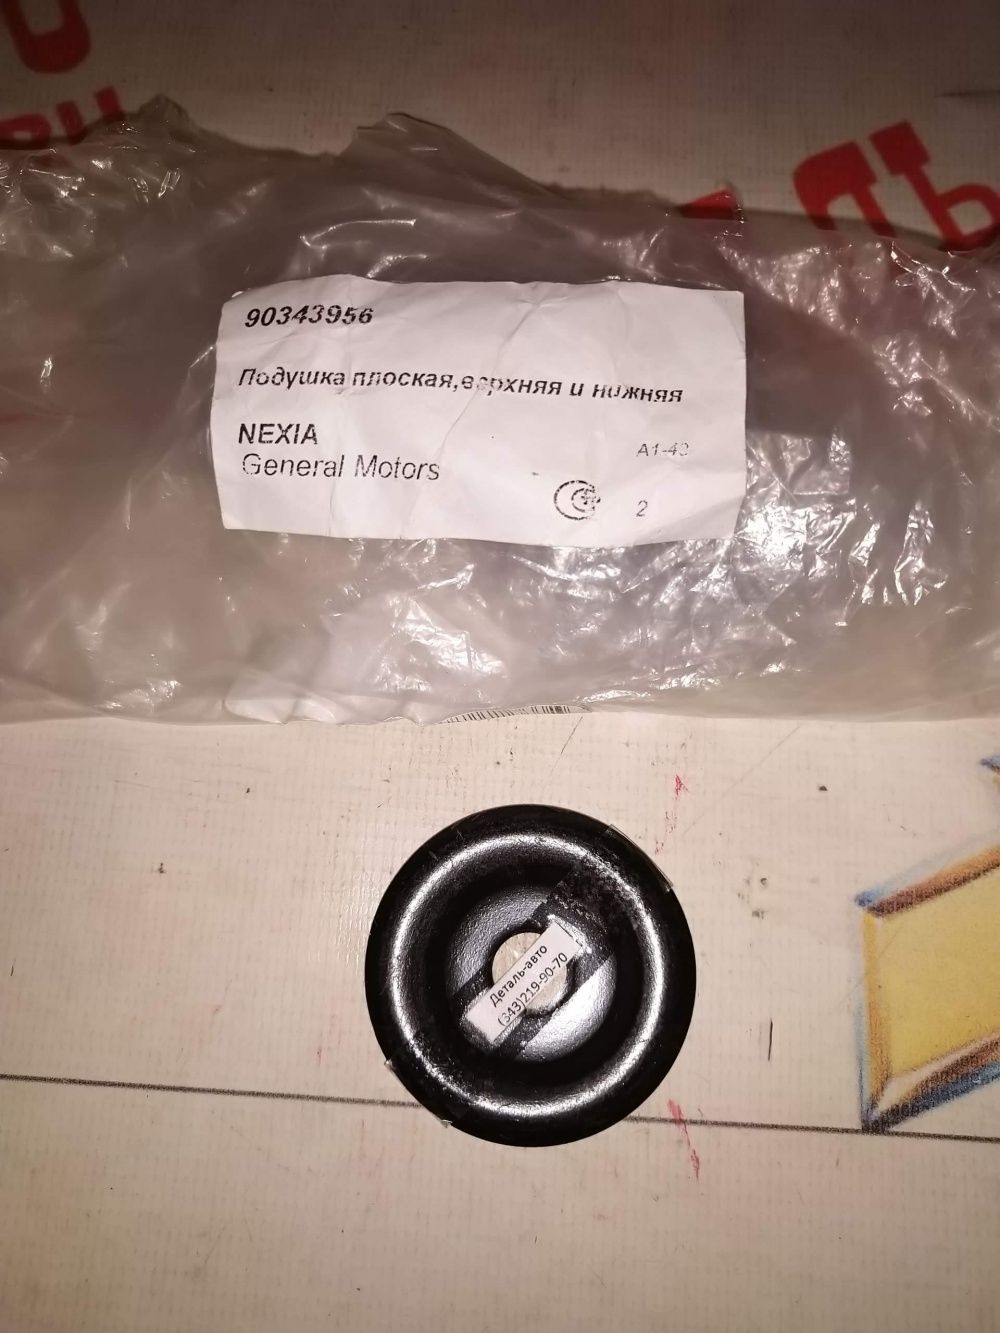 90343956
Подушка плоская,верхняя и нижняя
NEXIA
General Motors
2
Деталь-авто
(343)219-90-70